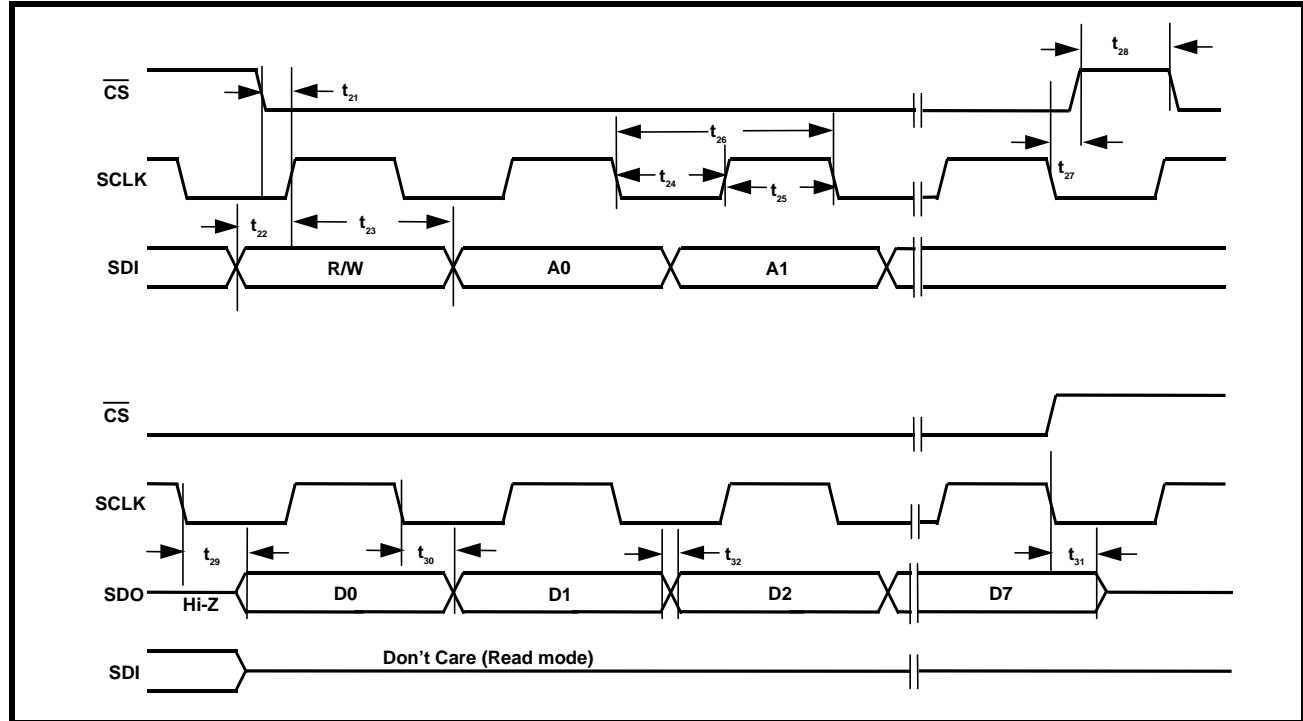 t28
CS
t21
t26
SCLK
t24
t25
t27
t22
t23
SDI
R/W
A0
A1
CS
SCLK
t29
t30
t32
t31
SDO
Hi-Z
D0
D1
D2
D7
SDI
Don't Care (Read mode)